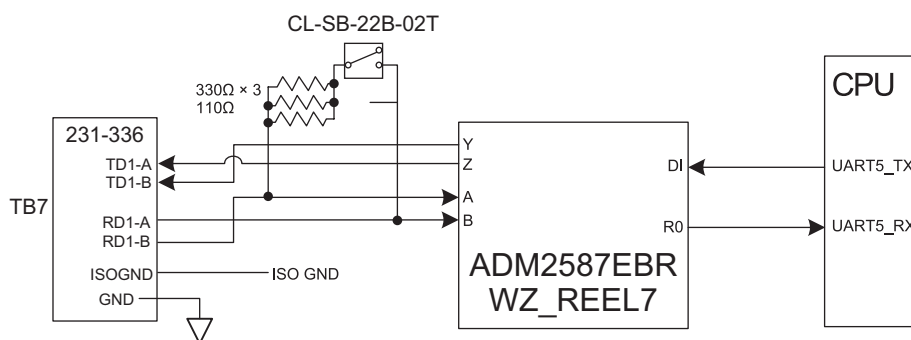 CL-SB-22B-02T
330Ω × 3
110Ω
CPU
231-336
TD1-A
TD1-B
TB7
RD1-A
RD1-B
ISOGND
ISO GND
GND
Y
Z
A
B
DI
R0
ADM2587EBR
WZ_REEL7
UART5_TX
UART5_RX